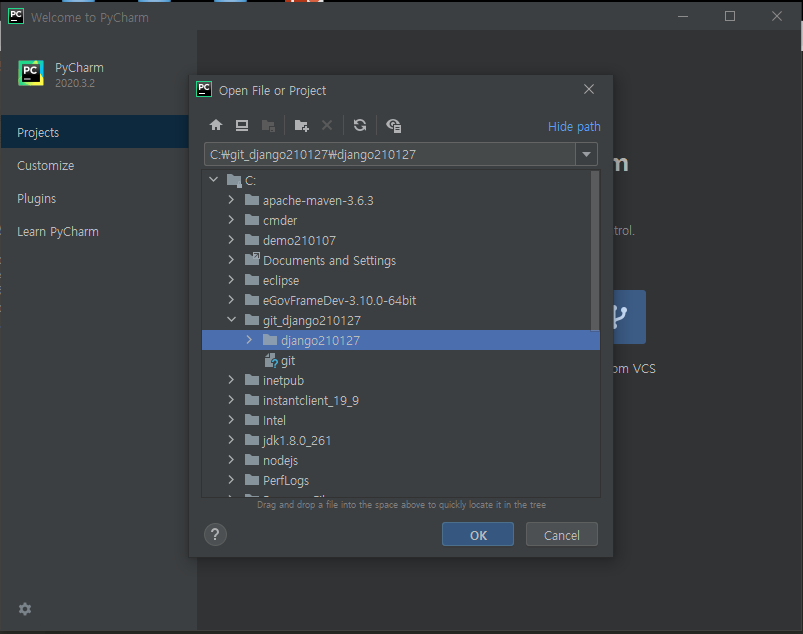 PC Welcome to PyCharm
PC PyCharm
2020.3.2
Projects
Customize
Plugins
Learn PyCharm
PC Open File or Project
Hide path
C:₩git_django210127₩django210127
C:
apache-maven-3.6.3
cmder
demo210107
Documents and Settings
eclipse
eGovFrameDev-3.10.0-64bit
git_django210127
django210127
git
inetpub
instantclient_19_9
Intel
jdk1.8.0_261
nodejs
PerfLogs
Drag and drop a file into the space above to quickly locate it in the tree
?
OK
Cancel
m
trol.
om VCS